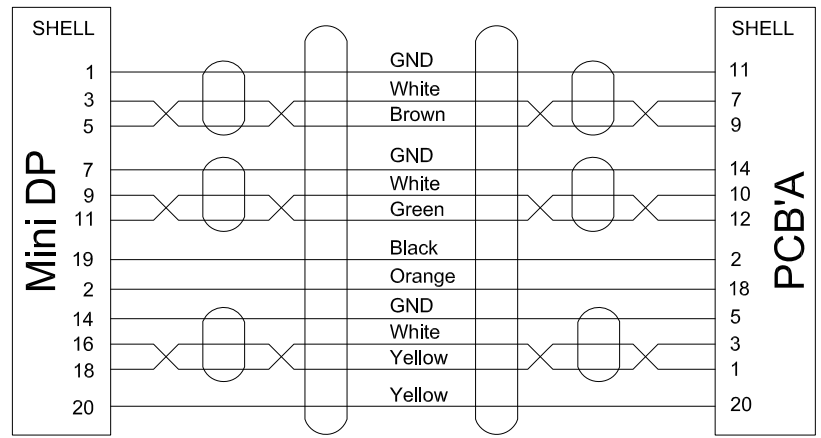 SHELL SHELL
1 GND 11
3 White 7
5 Brown 9
7 GND 14
9 White 10
11 Green 12
19 Black 2
2 Orange 18
14 GND 5
16 White 3
18 Yellow 1
20 Yellow 20
Mini DP
PCB'A